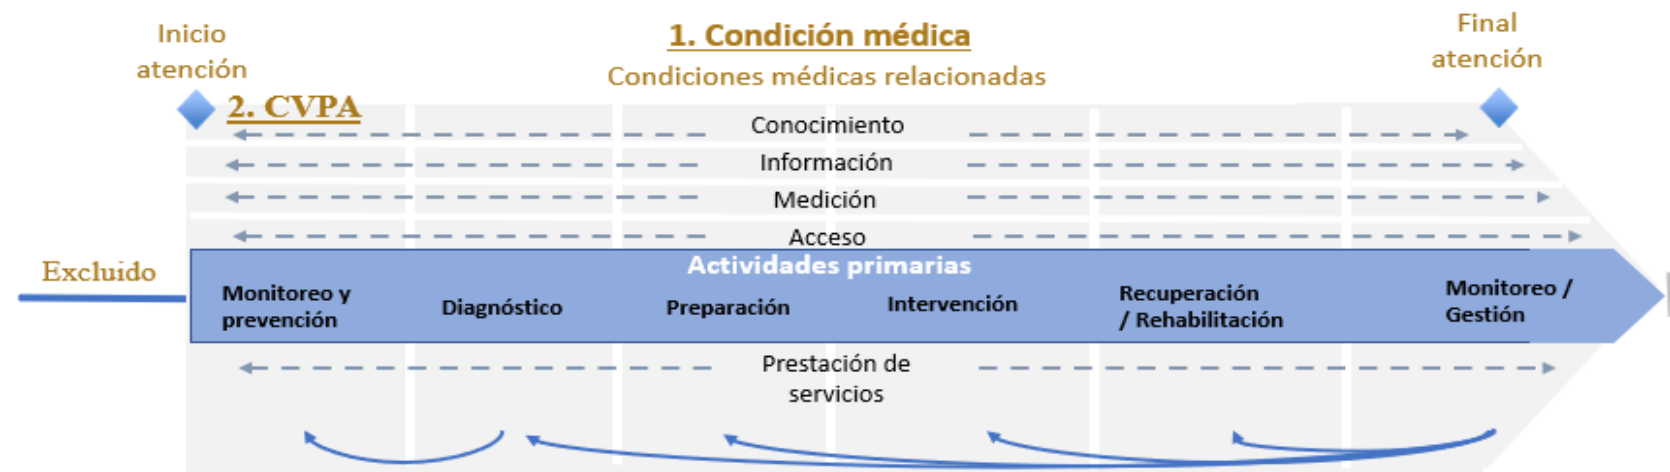 Inicio
atención
1. Condición médica
Condiciones médicas relacionadas
Final
atención
2. CVPA
Conocimiento
Información
Medición
Acceso
Excluido
Actividades primarias
Monitoreo y
prevención
Diagnóstico
Preparación
Intervención
Recuperación
/ Rehabilitación
Monitoreo /
Gestión
Prestación de
servicios